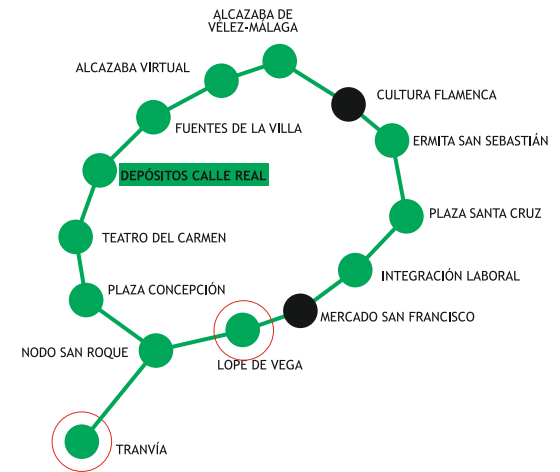 ALCAZABA DE
VÉLEZ-MÁLAGA
ALCAZABA VIRTUAL
CULTURA FLAMENCA
FUENTES DE LA VILLA
ERMITA SAN SEBASTIÁN
DEPÓSITOS CALLE REAL
PLAZA SANTA CRUZ
TEATRO DEL CARMEN
INTEGRACIÓN LABORAL
PLAZA CONCEPCIÓN
MERCADO SAN FRANCISCO
NODO SAN ROQUE
LOPE DE VEGA
TRANVÍA